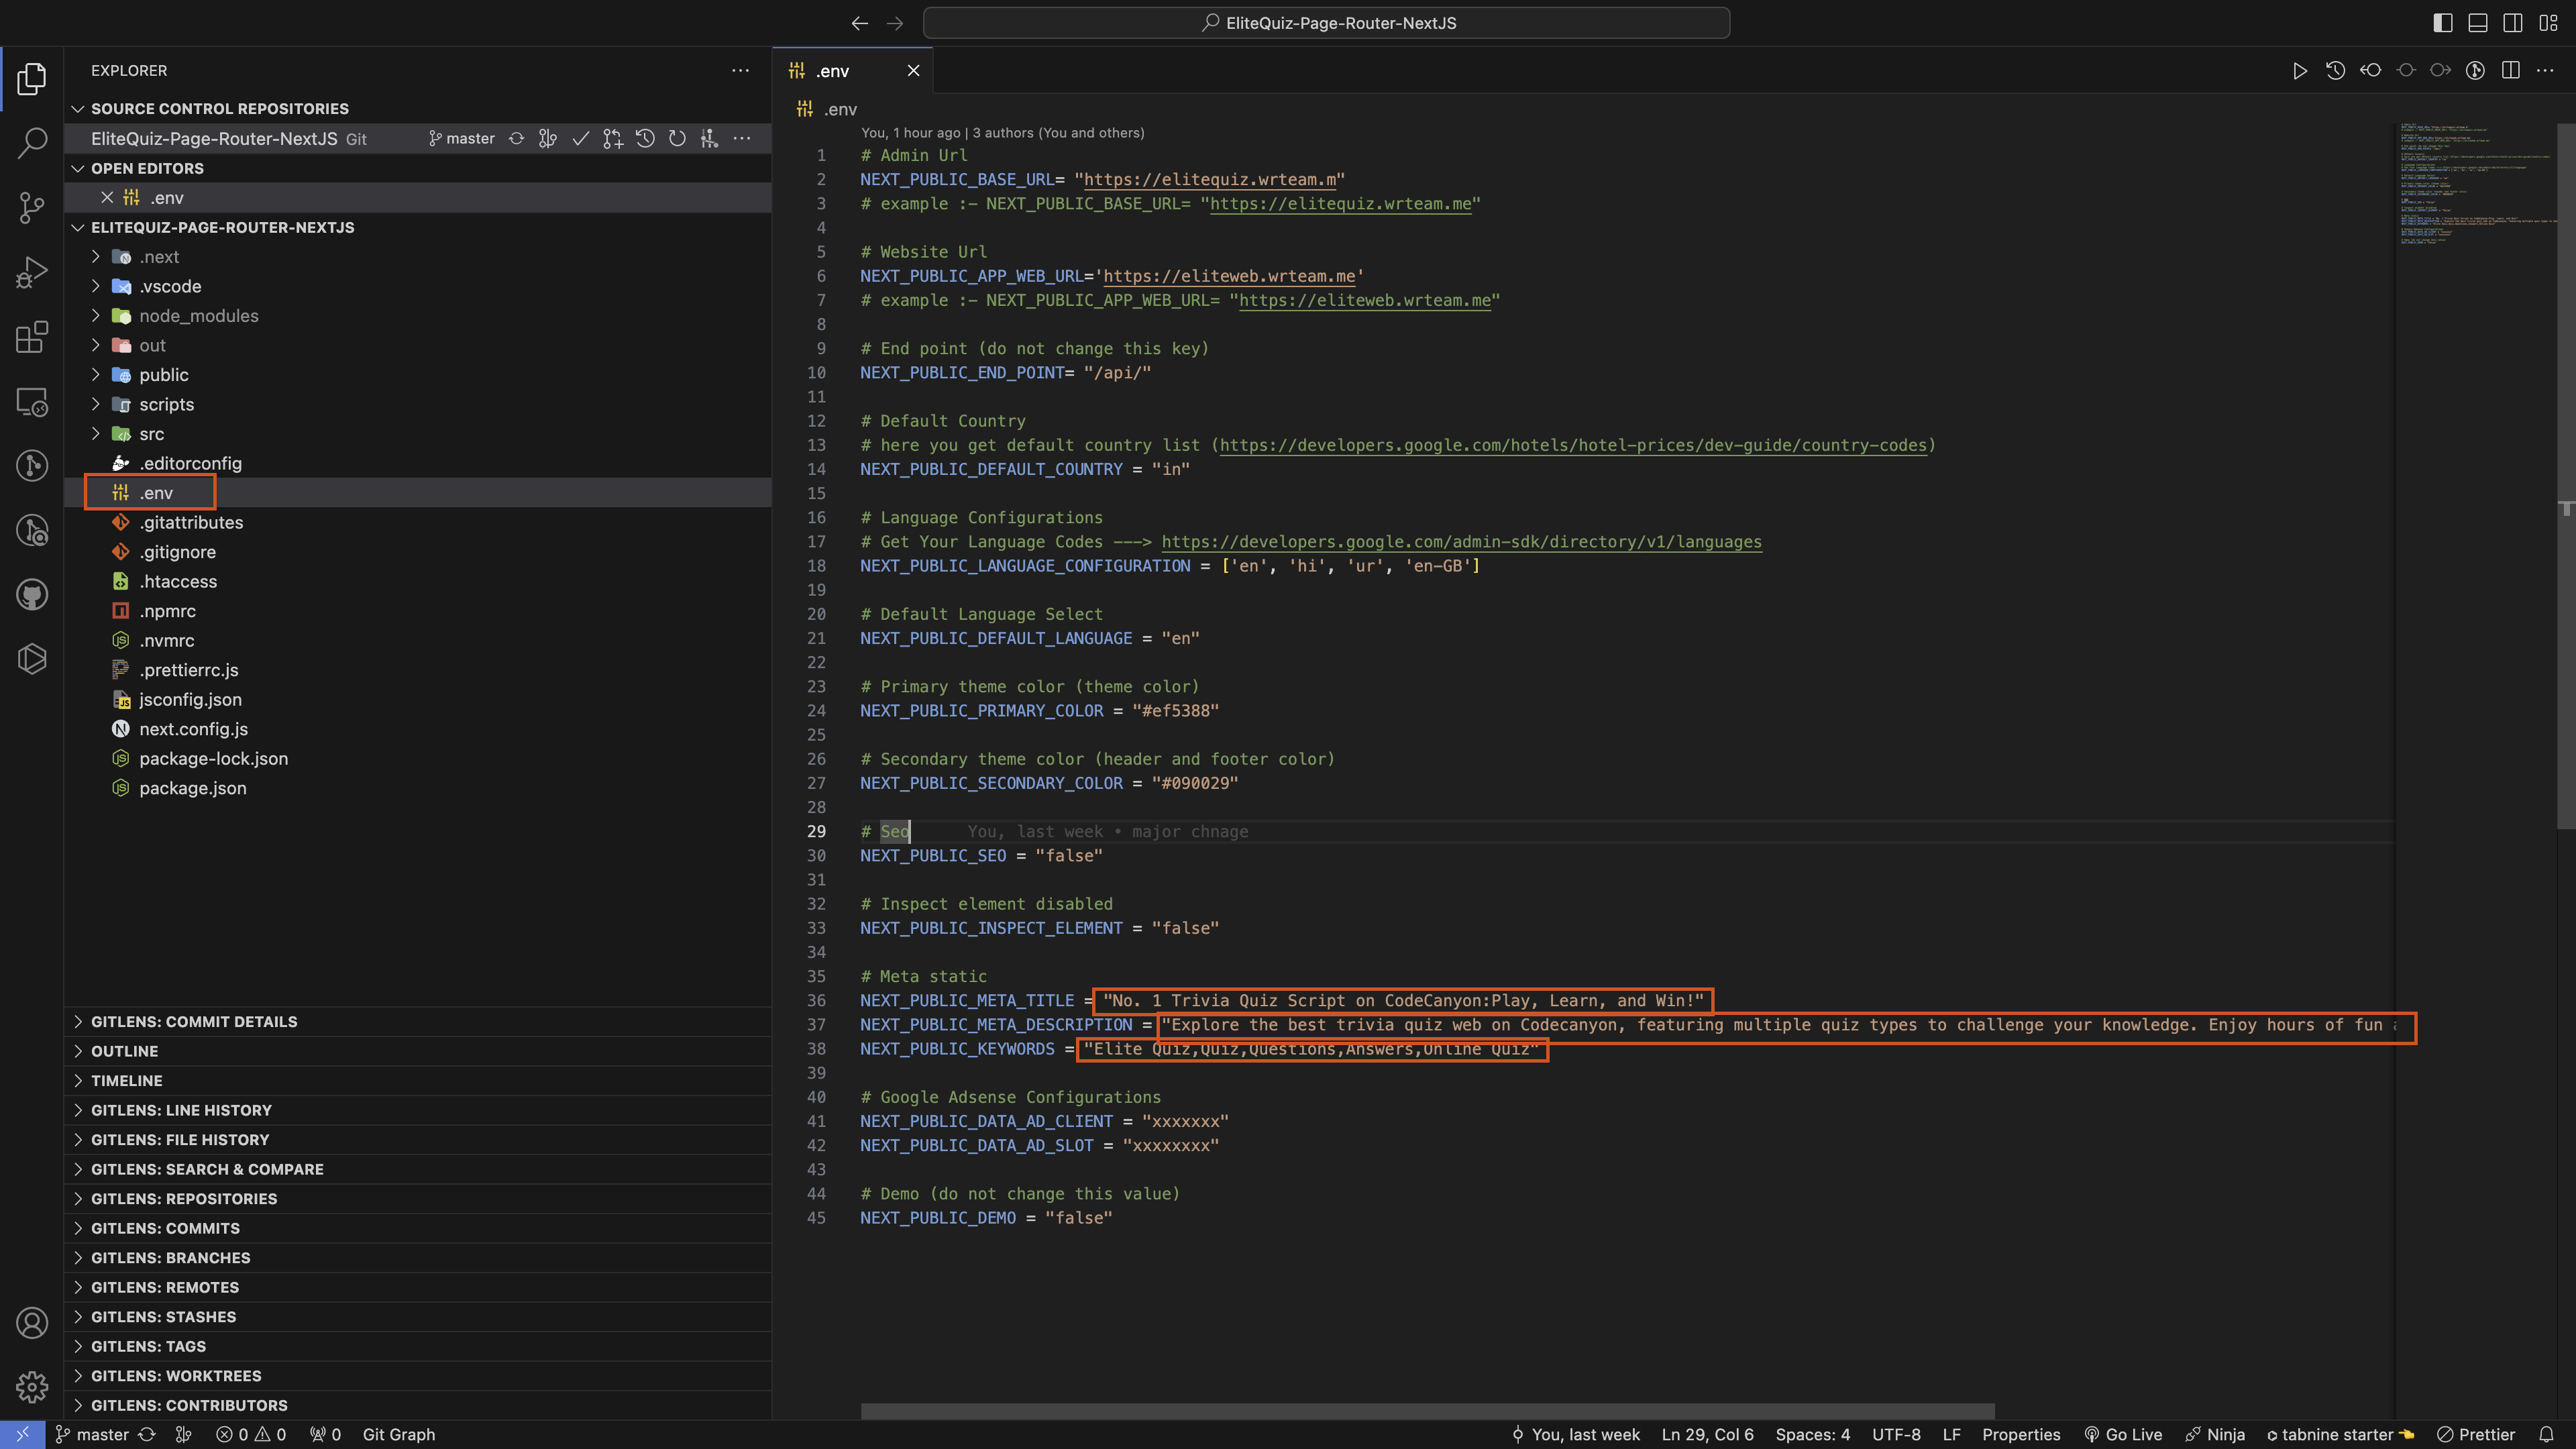 EliteQuiz-Page-Router-NextJS
EXPLORER
SOURCE CONTROL REPOSITORIES
EliteQuiz-Page-Router-NextJS Git master
OPEN EDITORS
.env
ELITEQUIZ-PAGE-ROUTER-NEXTJS
.next
.vscode
node_modules
out
public
scripts
src
.editorconfig
.env
.gitattributes
.gitignore
.htaccess
.npmrc
.nvmrc
.prettierrc.js
jsconfig.json
next.config.js
package-lock.json
package.json
GITLENS: COMMIT DETAILS
OUTLINE
TIMELINE
GITLENS: LINE HISTORY
GITLENS: FILE HISTORY
GITLENS: SEARCH & COMPARE
GITLENS: REPOSITORIES
GITLENS: COMMITS
GITLENS: BRANCHES
GITLENS: REMOTES
GITLENS: STASHES
GITLENS: TAGS
GITLENS: WORKTREES
GITLENS: CONTRIBUTORS
.env
.env
You, 1 hour ago | 3 authors (You and others)
1 # Admin Url
2 NEXT_PUBLIC_BASE_URL= "https://elitequiz.wrteam.m"
3 # example :- NEXT_PUBLIC_BASE_URL= "https://elitequiz.wrteam.me"
4
5 # Website Url
6 NEXT_PUBLIC_APP_WEB_URL='https://eliteweb.wrteam.me'
7 # example :- NEXT_PUBLIC_APP_WEB_URL= "https://eliteweb.wrteam.me"
8
9 # End point (do not change this key)
10 NEXT_PUBLIC_END_POINT= "/api/"
11
12 # Default Country
13 # here you get default country list (https://developers.google.com/hotels/hotel-prices/dev-guide/country-codes)
14 NEXT_PUBLIC_DEFAULT_COUNTRY = "in"
15
16 # Language Configurations
17 # Get Your Language Codes ---> https://developers.google.com/admin-sdk/directory/v1/languages
18 NEXT_PUBLIC_LANGUAGE_CONFIGURATION = ['en', 'hi', 'ur', 'en-GB']
19
20 # Default Language Select
21 NEXT_PUBLIC_DEFAULT_LANGUAGE = "en"
22
23 # Primary theme color (theme color)
24 NEXT_PUBLIC_PRIMARY_COLOR = "#ef5388"
25
26 # Secondary theme color (header and footer color)
27 NEXT_PUBLIC_SECONDARY_COLOR = "#090029"
28
29 # Seo You, last week • major chnage
30 NEXT_PUBLIC_SEO = "false"
31
32 # Inspect element disabled
33 NEXT_PUBLIC_INSPECT_ELEMENT = "false"
34
35 # Meta static
36 NEXT_PUBLIC_META_TITLE = "No. 1 Trivia Quiz Script on CodeCanyon:Play, Learn, and Win!"
37 NEXT_PUBLIC_META_DESCRIPTION = "Explore the best trivia quiz web on Codecanyon, featuring multiple quiz types to challenge your knowledge. Enjoy hours of fun
38 NEXT_PUBLIC_KEYWORDS = "Elite Quiz,Quiz,Questions,Answers,Online Quiz"
39
40 # Google Adsense Configurations
41 NEXT_PUBLIC_DATA_AD_CLIENT = "xxxxxxx"
42 NEXT_PUBLIC_DATA_AD_SLOT = "xxxxxxxx"
43
44 # Demo (do not change this value)
45 NEXT_PUBLIC_DEMO = "false"
master 0 0 0 Git Graph You, last week Ln 29, Col 6 Spaces: 4 UTF-8 LF Properties Go Live Ninja tabnine starter Prettier